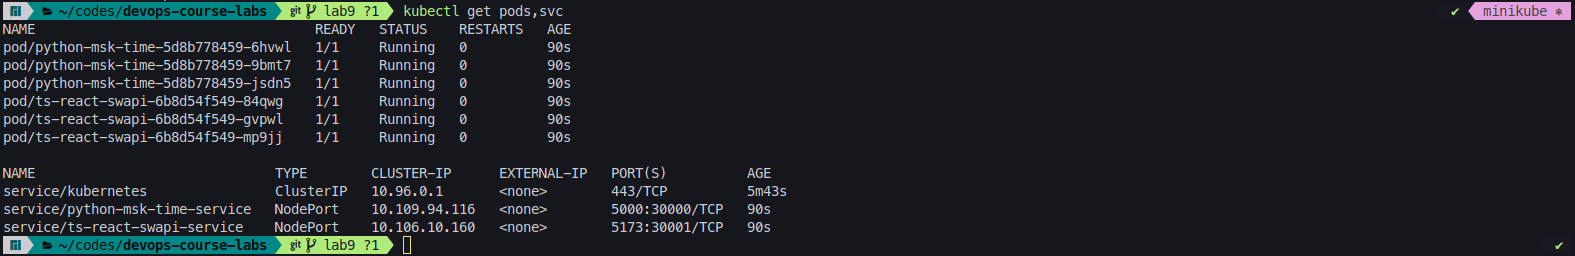 ~/codes/devops-course-labs git lab9 ?1 kubectl get pods,svc ✔ minikube ⎈
NAME READY STATUS RESTARTS AGE
pod/python-msk-time-5d8b778459-6hvwl 1/1 Running 0 90s
pod/python-msk-time-5d8b778459-9bmt7 1/1 Running 0 90s
pod/python-msk-time-5d8b778459-jsdn5 1/1 Running 0 90s
pod/ts-react-swapi-6b8d54f549-84qwg 1/1 Running 0 90s
pod/ts-react-swapi-6b8d54f549-gvpwl 1/1 Running 0 90s
pod/ts-react-swapi-6b8d54f549-mp9jj 1/1 Running 0 90s
NAME TYPE CLUSTER-IP EXTERNAL-IP PORT(S) AGE
service/kubernetes ClusterIP 10.96.0.1 <none> 443/TCP 5m43s
service/python-msk-time-service NodePort 10.109.94.116 <none> 5000:30000/TCP 90s
service/ts-react-swapi-service NodePort 10.106.10.160 <none> 5173:30001/TCP 90s
~/codes/devops-course-labs git lab9 ?1 ✔